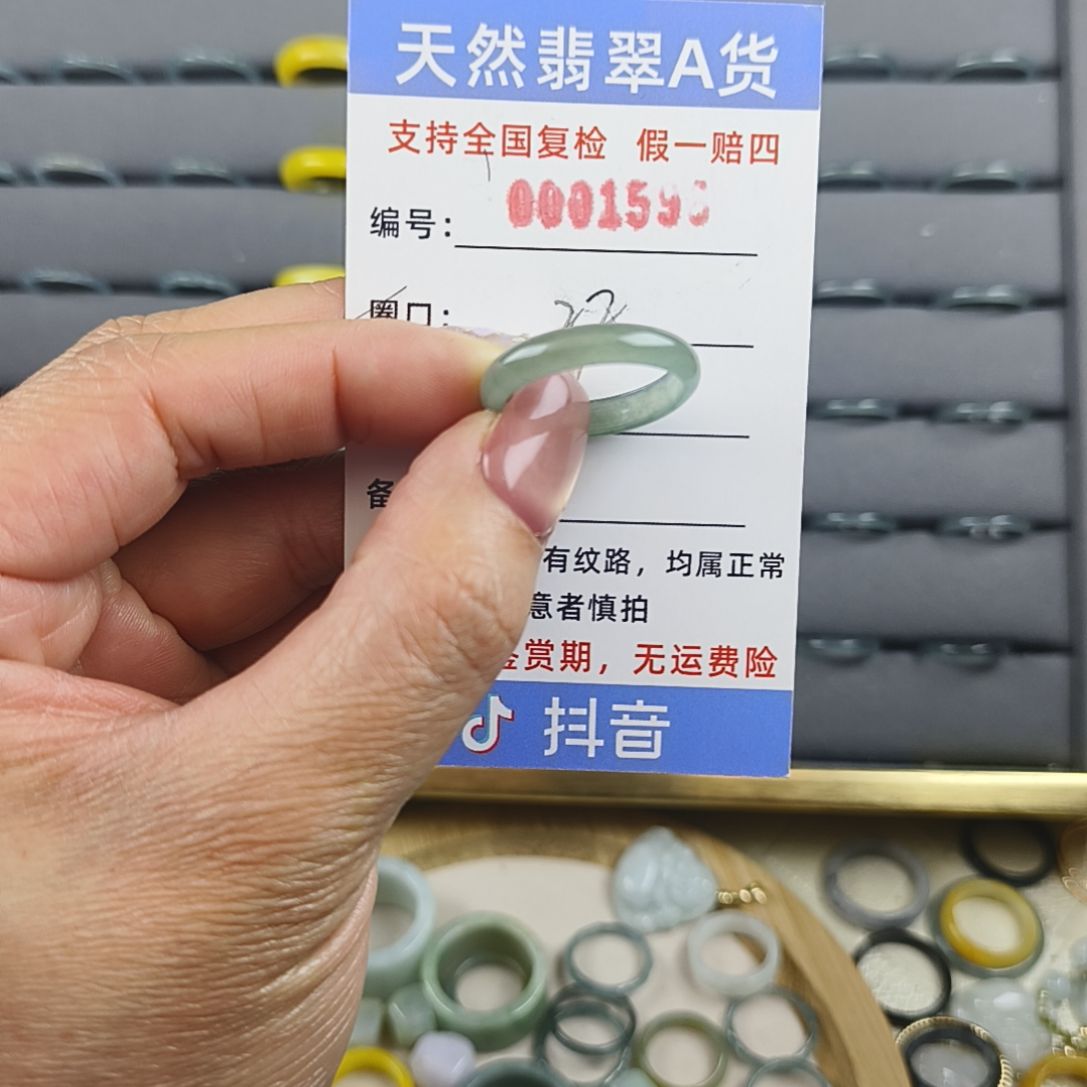 天然翡翠A货
支持全国复检 假一赔四
编号：
圈口：
备
有纹路，均属正常
意者慎拍
鉴赏期，无运费险
抖音